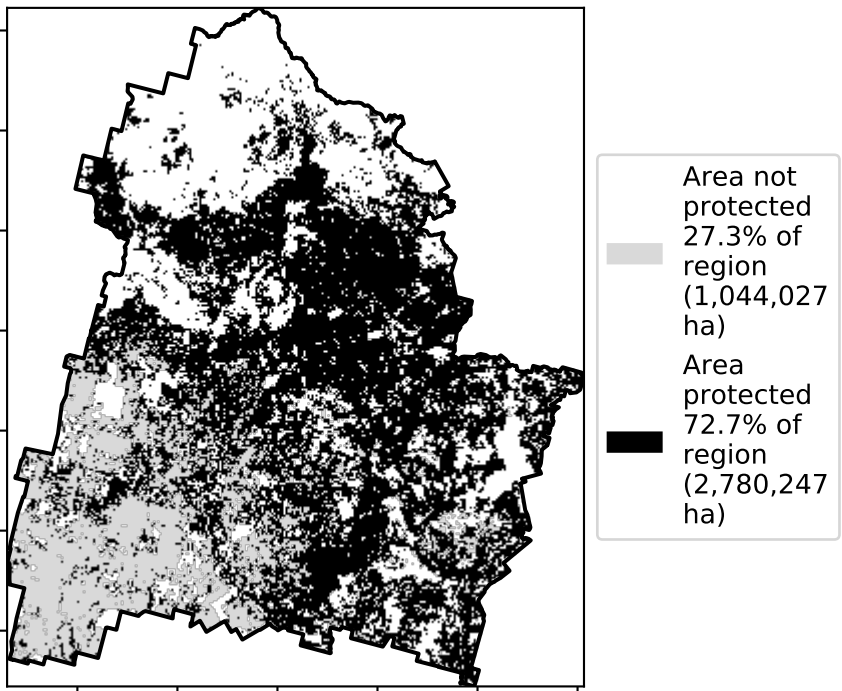 Area not
protected
27.3% of
region
(1,044,027
ha)
Area
protected
72.7% of
region
(2,780,247
ha)